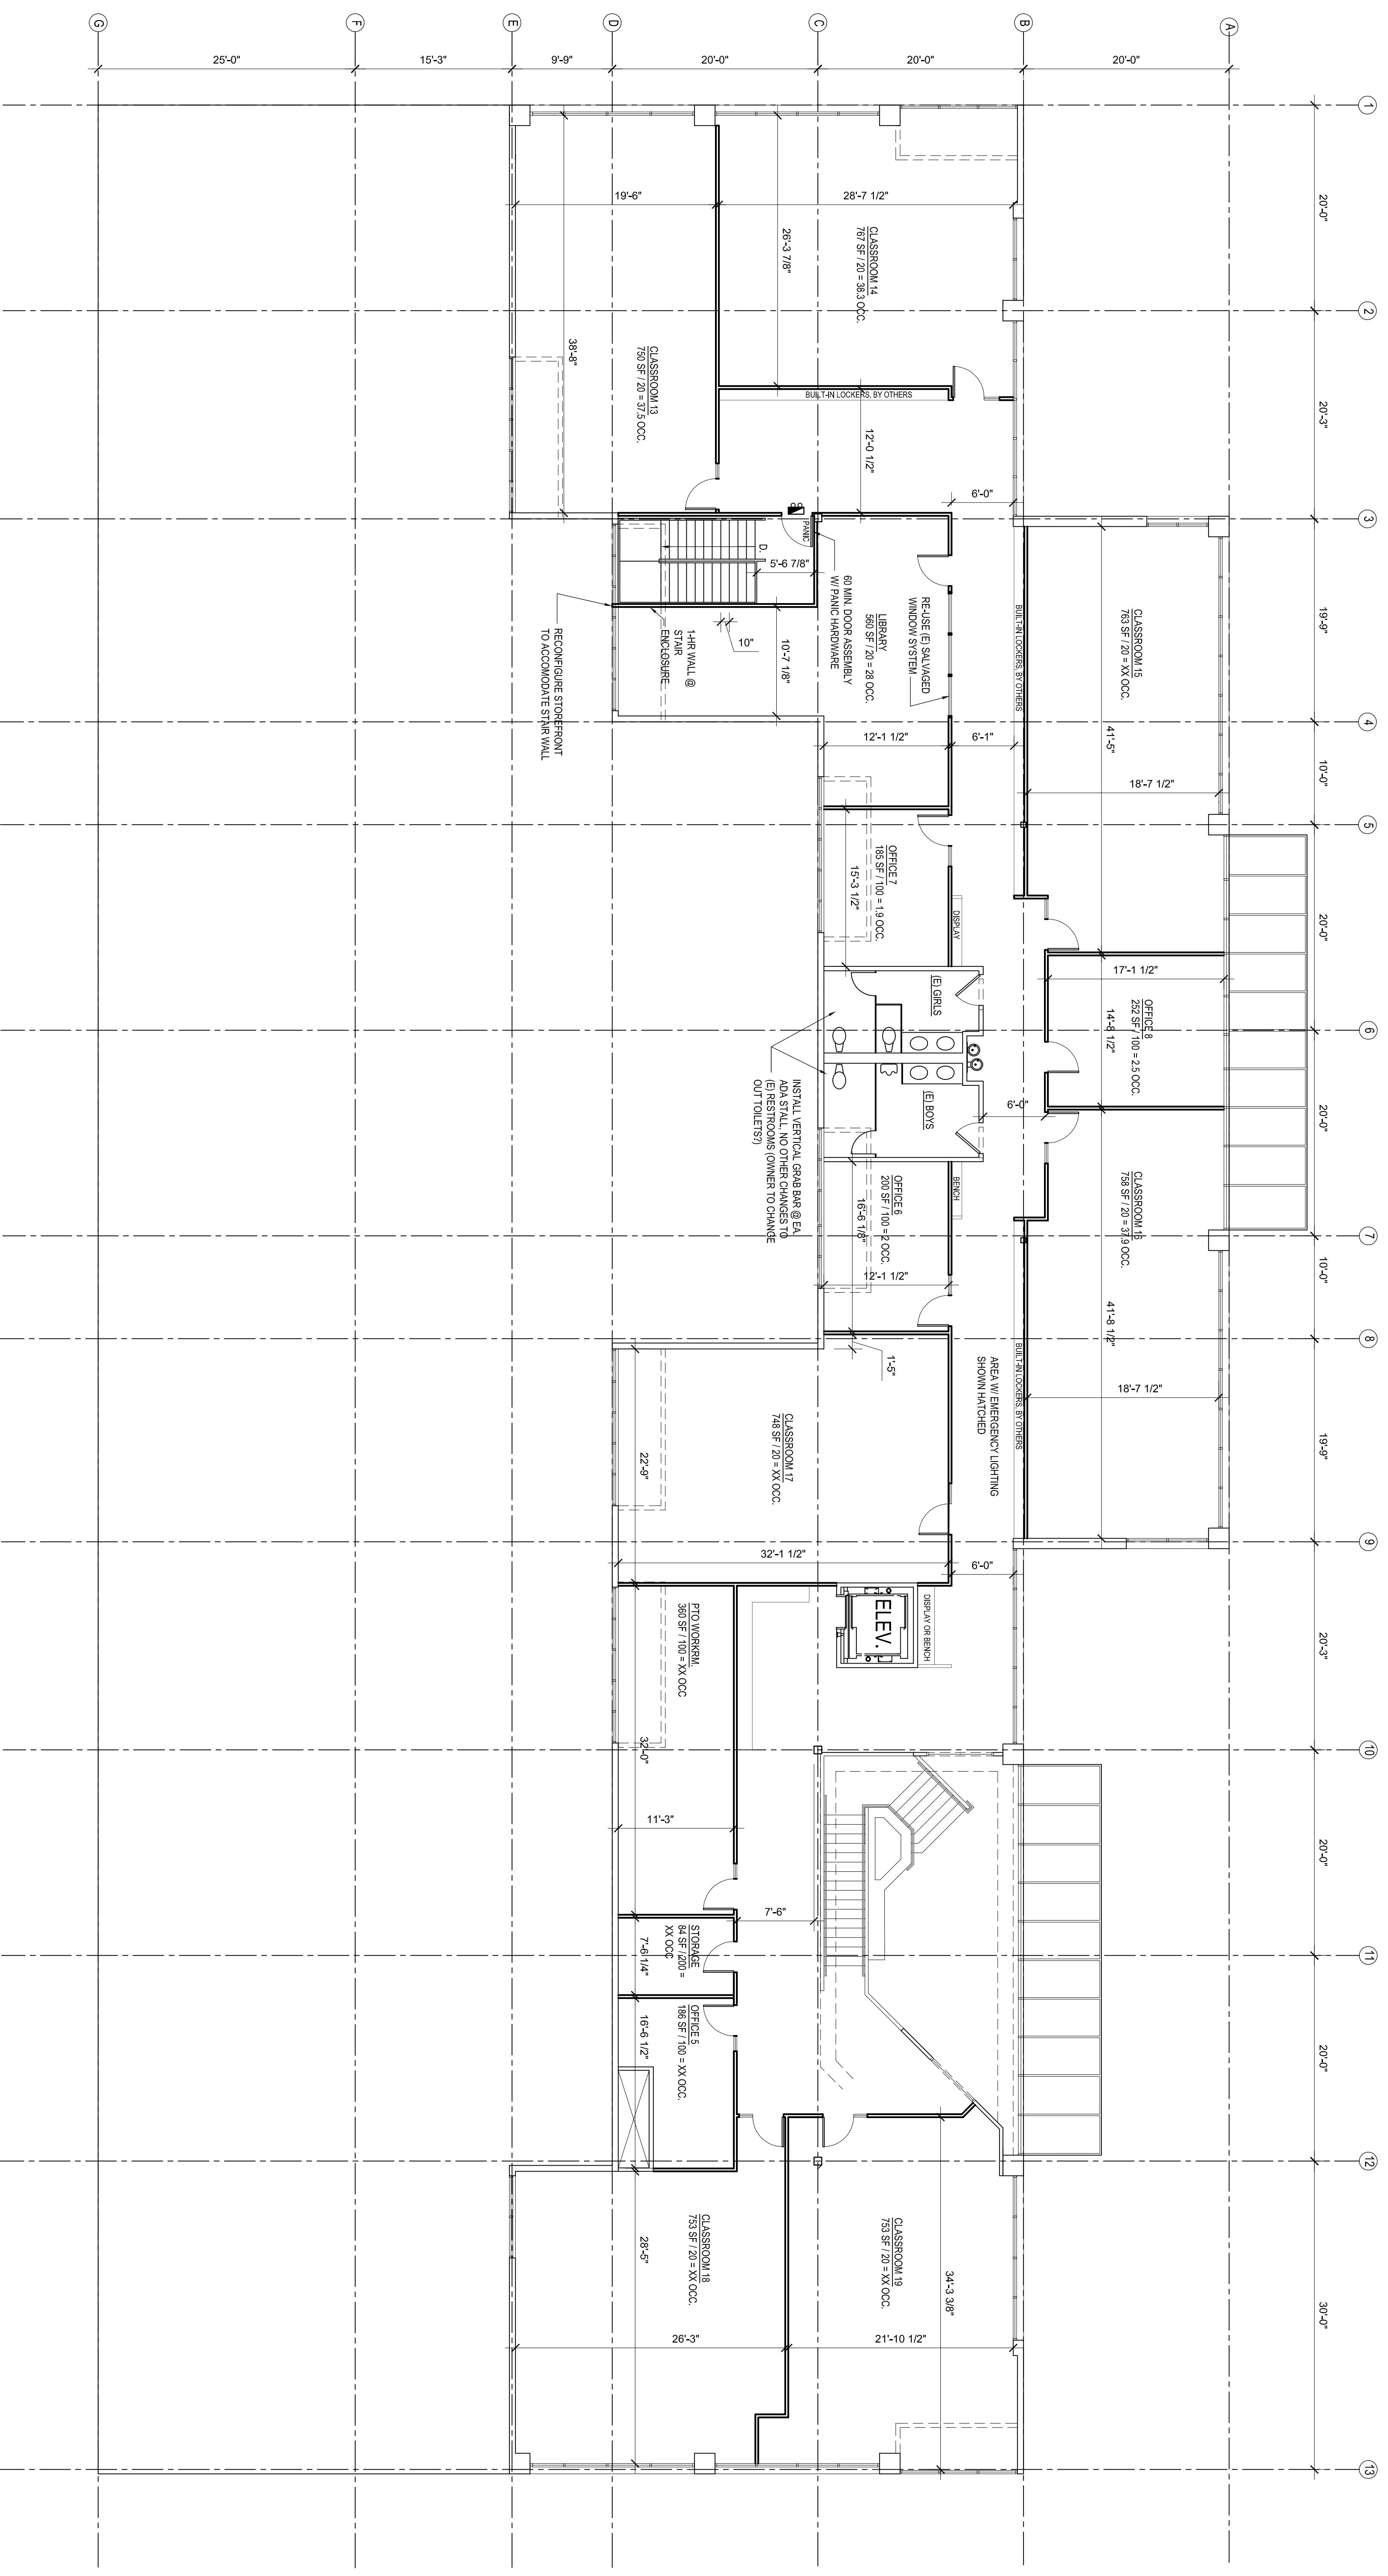 G
F
E
D
C
B
A
25'-0"
15'-3"
9'-9"
20'-0"
20'-0"
20'-0"
1
2
3
4
5
6
7
8
9
10
11
12
13
20'-0"
20'-3"
19'-9"
10'-0"
20'-0"
20'-0"
10'-0"
19'-9"
20'-3"
20'-0"
20'-0"
30'-0"
19'-6"
28'-7 1/2"
26'-3 7/8"
CLASSROOM 14
767 SF / 20 = 38.3 OCC.
38'-8"
CLASSROOM 13
750 SF / 20 = 37.5 OCC.
BUILT-IN LOCKERS, BY OTHERS
12'-0 1/2"
6'-0"
PANIC
D.
5'-6 7/8"
60 MIN. DOOR ASSEMBLY
W/ PANIC HARDWARE
LIBRARY
560 SF / 20 = 28 OCC.
RE-USE (E) SALVAGED
WINDOW SYSTEM
BUILT-IN LOCKERS, BY OTHERS
CLASSROOM 15
763 SF / 20 = XX OCC.
10"
10'-7 1/8"
1-HR WALL @
STAIR
ENCLOSURE
RECONFIGURE STOREFRONT
TO ACCOMODATE STAIR WALL
12'-1 1/2"
6'-1"
41'-5"
18'-7 1/2"
OFFICE 7
185 SF / 100 = 1.9 OCC.
15'-3 1/2"
DISPLAY
17'-1 1/2"
OFFICE 8
252 SF / 100 = 2.5 OCC.
14'-8 1/2"
(E) GIRLS
(E) BOYS
6'-0"
INSTALL VERTICAL GRAB BAR @ EA.
ADA STALL, NO OTHER CHANGES TO
(E) RESTROOMS (OWNER TO CHANGE
OUT TOILETS?)
BENCH
OFFICE 6
200 SF / 100 = 2 OCC.
16'-6 1/8"
12'-1 1/2"
CLASSROOM 16
758 SF / 20 = 37.9 OCC.
41'-8 1/2"
18'-7 1/2"
1'-5"
AREA W/ EMERGENCY LIGHTING
SHOWN HATCHED
BUILT-IN LOCKERS, BY OTHERS
CLASSROOM 17
748 SF / 20 = XX OCC.
22'-9"
32'-1 1/2"
6'-0"
ELEV.
DISPLAY OR BENCH
PTO WORKRM.
360 SF / 100 = XX OCC
32'-0"
11'-3"
7'-6"
STORAGE
84 SF / 200 =
XX OCC
7'-6 1/4"
OFFICE 5
186 SF / 100 = XX OCC.
16'-6 1/2"
CLASSROOM 18
753 SF / 20 = XX OCC.
28'-5"
CLASSROOM 19
753 SF / 20 = XX OCC.
34'-3 3/8"
26'-3"
21'-10 1/2"